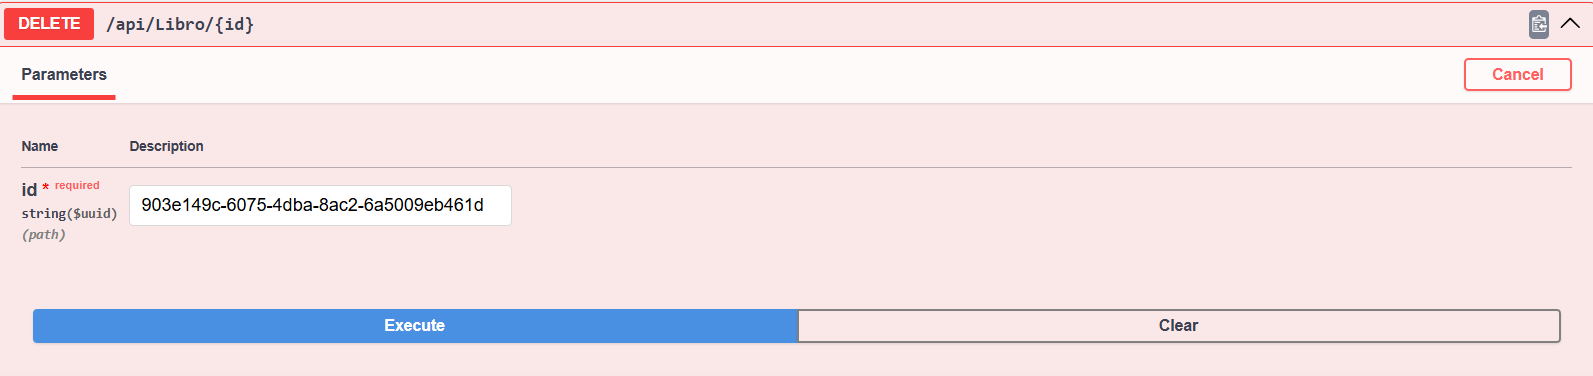 DELETE /api/Libro/{id}
Parameters
Cancel
Name Description
id * required
string($uuid)
(path)
903e149c-6075-4dba-8ac2-6a5009eb461d
Execute
Clear